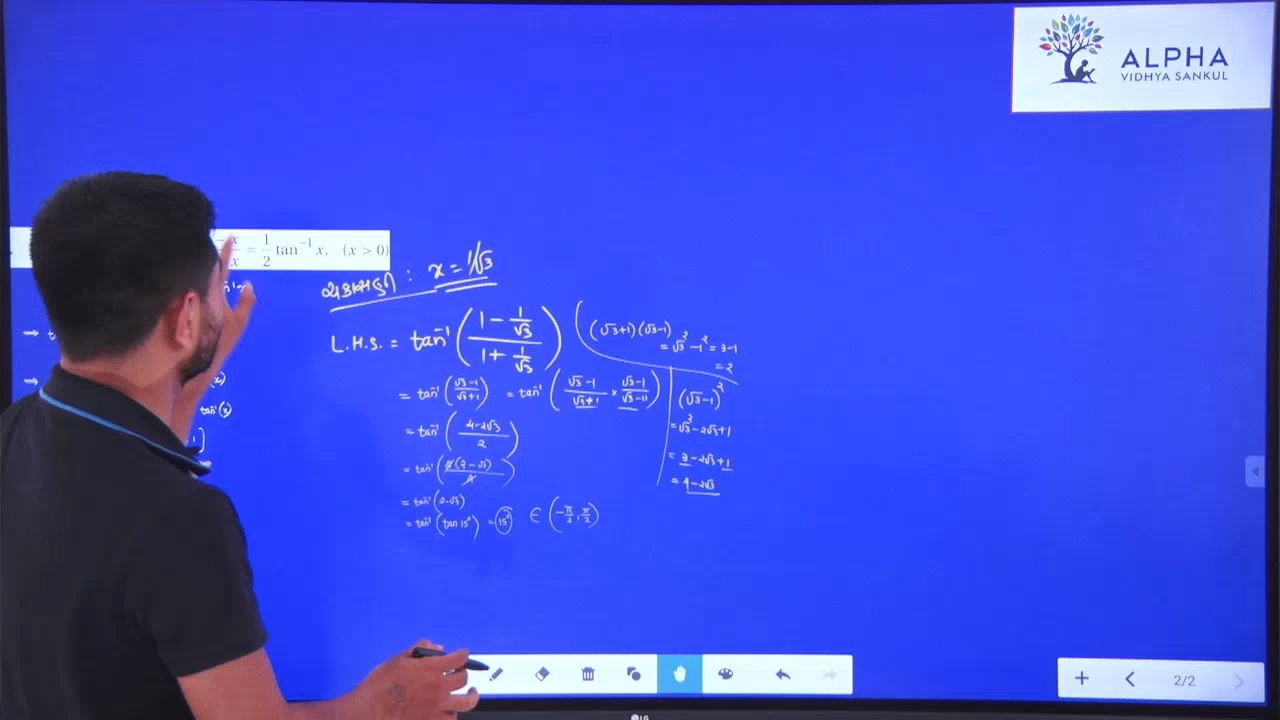 ALPHA
VIDHYA SANKUL
= 1/2 tan⁻¹ x, (x > 0)
ચકાસણી : x = 1/√3
L.H.S. = tan⁻¹ ( (1 − 1/√3) / (1 + 1/√3) )
(√3+1)(√3−1)
= √3² − 1² = 3−1
= 2
= tan⁻¹ ( (√3−1)/(√3+1) ) = tan⁻¹ ( (√3−1)/(√3+1) × (√3−1)/(√3−1) )
= tan⁻¹ ( (4−2√3)/2 )
= tan⁻¹ ( 2(2−√3)/2 )
= tan⁻¹ (2−√3)
= tan⁻¹ (tan 15°) = 15° ∈ (−π/2, π/2)
(√3−1)²
= √3² − 2√3 + 1
= 3 − 2√3 + 1
= 4 − 2√3
tan⁻¹(x)
2/2
LG